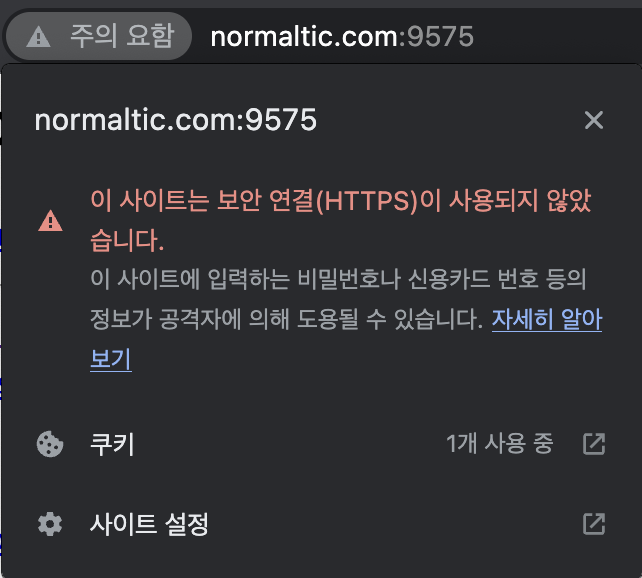 주의 요함 normaltic.com:9575
normaltic.com:9575
이 사이트는 보안 연결(HTTPS)이 사용되지 않았
습니다.
이 사이트에 입력하는 비밀번호나 신용카드 번호 등의
정보가 공격자에 의해 도용될 수 있습니다. 자세히 알아
보기
쿠키 1개 사용 중
사이트 설정